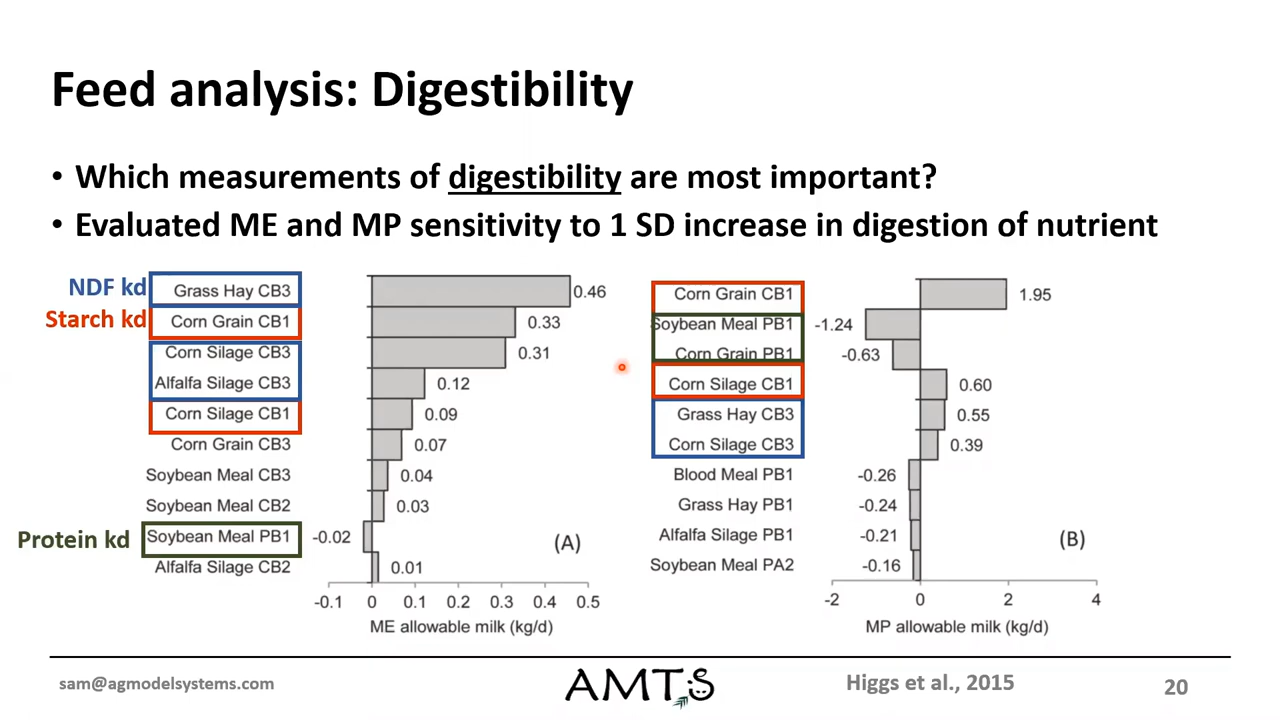 Feed analysis: Digestibility
• Which measurements of digestibility are most important?
• Evaluated ME and MP sensitivity to 1 SD increase in digestion of nutrient
NDF kd
Starch kd
Protein kd
Grass Hay CB3 0.46
Corn Grain CB1 0.33
Corn Silage CB3 0.31
Alfalfa Silage CB3 0.12
Corn Silage CB1 0.09
Corn Grain CB3 0.07
Soybean Meal CB3 0.04
Soybean Meal CB2 0.03
Soybean Meal PB1 -0.02
Alfalfa Silage CB2 0.01
(A)
-0.1 0 0.1 0.2 0.3 0.4 0.5
ME allowable milk (kg/d)
Corn Grain CB1 1.95
Soybean Meal PB1 -1.24
Corn Grain PB1 -0.63
Corn Silage CB1 0.60
Grass Hay CB3 0.55
Corn Silage CB3 0.39
Blood Meal PB1 -0.26
Grass Hay PB1 -0.24
Alfalfa Silage PB1 -0.21
Soybean Meal PA2 -0.16
(B)
-2 0 2 4
MP allowable milk (kg/d)
sam@agmodelsystems.com
AMTS
Higgs et al., 2015
20